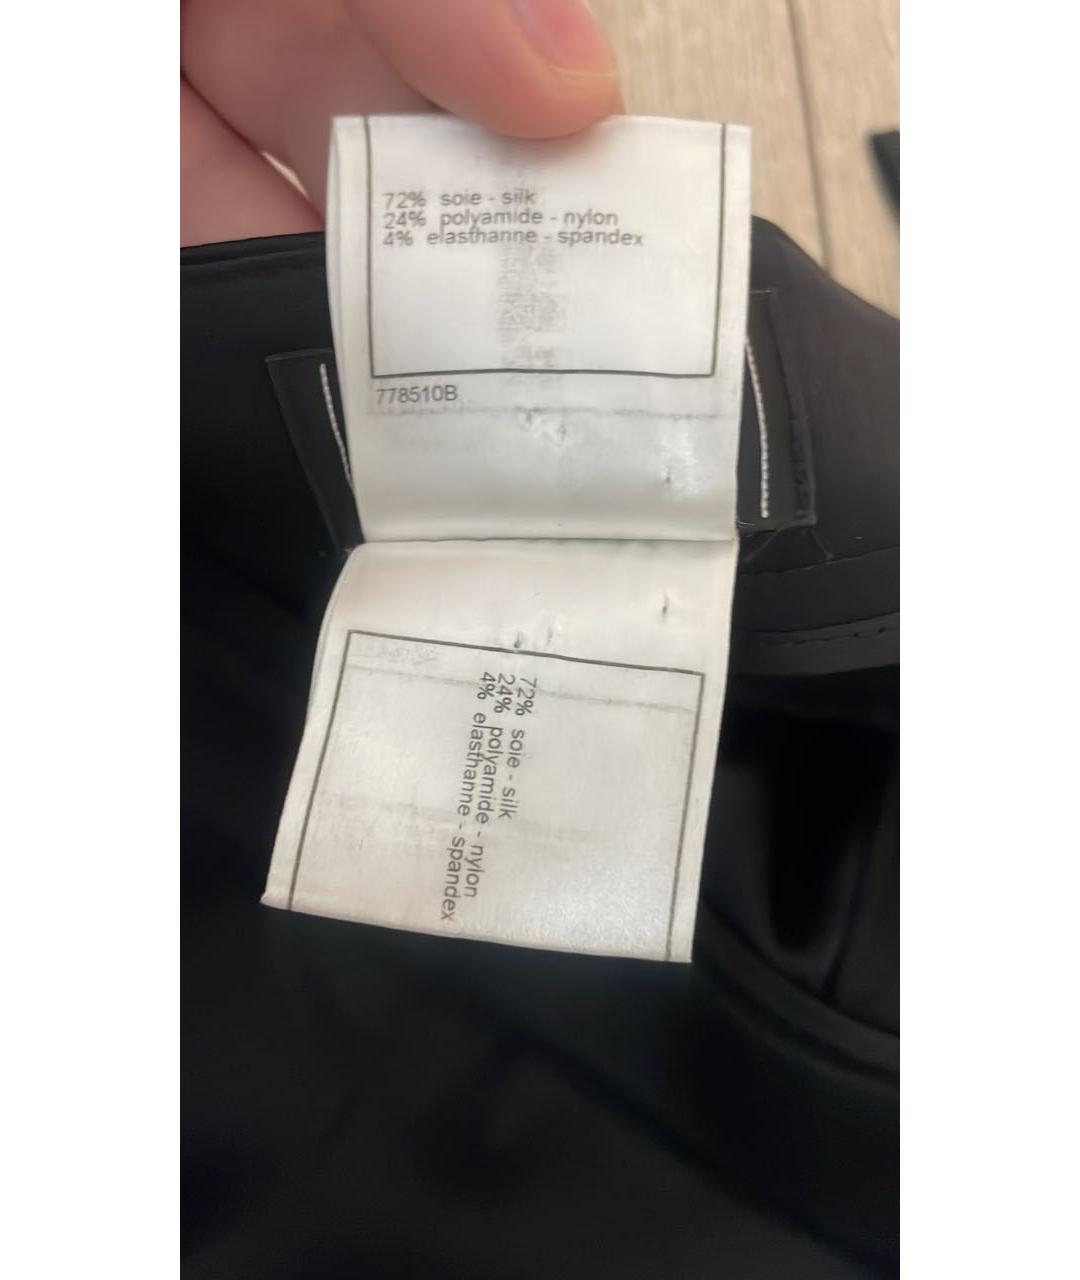 72% soie - silk
24% polyamide - nylon
4% elasthanne - spandex
778510B
72% soie - silk
24% polyamide - nylon
4% elasthanne - spandex